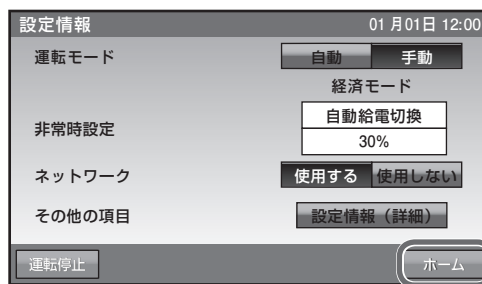 設定情報 01月01日 12:00
運転モード 自動 手動
経済モード
非常時設定 自動給電切換
30%
ネットワーク 使用する 使用しない
その他の項目 設定情報（詳細）
運転停止 ホーム